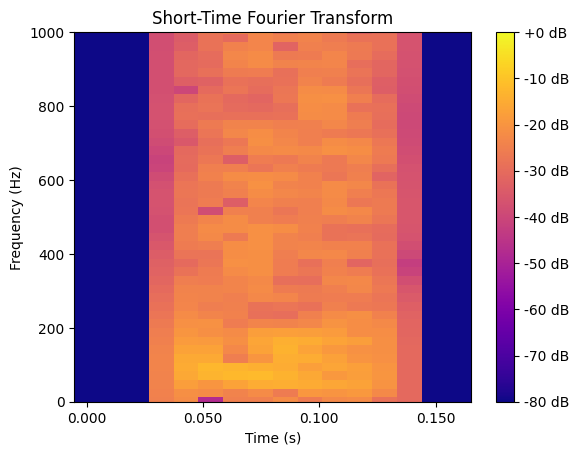 Short-Time Fourier Transform
1000
800
600
400
200
0
Frequency (Hz)
0.000
0.050
0.100
0.150
Time (s)
+0 dB
-10 dB
-20 dB
-30 dB
-40 dB
-50 dB
-60 dB
-70 dB
-80 dB